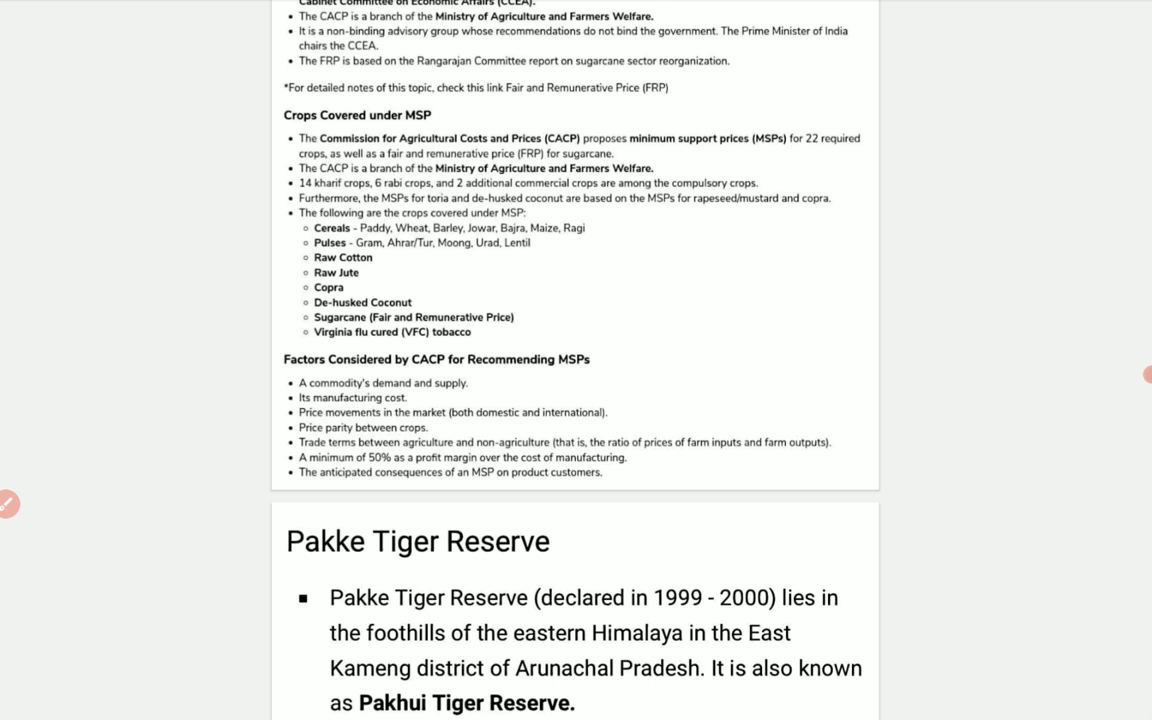 Cabinet Committee on Economic Affairs (CCEA).
• The CACP is a branch of the Ministry of Agriculture and Farmers Welfare.
• It is a non-binding advisory group whose recommendations do not bind the government. The Prime Minister of India
chairs the CCEA.
• The FRP is based on the Rangarajan Committee report on sugarcane sector reorganization.
*For detailed notes of this topic, check this link Fair and Remunerative Price (FRP)
Crops Covered under MSP
• The Commission for Agricultural Costs and Prices (CACP) proposes minimum support prices (MSPs) for 22 required
crops, as well as a fair and remunerative price (FRP) for sugarcane.
• The CACP is a branch of the Ministry of Agriculture and Farmers Welfare.
• 14 kharif crops, 6 rabi crops, and 2 additional commercial crops are among the compulsory crops.
• Furthermore, the MSPs for toria and de-husked coconut are based on the MSPs for rapeseed/mustard and copra.
• The following are the crops covered under MSP:
○ Cereals - Paddy, Wheat, Barley, Jowar, Bajra, Maize, Ragi
○ Pulses - Gram, Ahrar/Tur, Moong, Urad, Lentil
○ Raw Cotton
○ Raw Jute
○ Copra
○ De-husked Coconut
○ Sugarcane (Fair and Remunerative Price)
○ Virginia flu cured (VFC) tobacco
Factors Considered by CACP for Recommending MSPs
• A commodity's demand and supply.
• Its manufacturing cost.
• Price movements in the market (both domestic and international).
• Price parity between crops.
• Trade terms between agriculture and non-agriculture (that is, the ratio of prices of farm inputs and farm outputs).
• A minimum of 50% as a profit margin over the cost of manufacturing.
• The anticipated consequences of an MSP on product customers.
Pakke Tiger Reserve
▪ Pakke Tiger Reserve (declared in 1999 - 2000) lies in
the foothills of the eastern Himalaya in the East
Kameng district of Arunachal Pradesh. It is also known
as Pakhui Tiger Reserve.